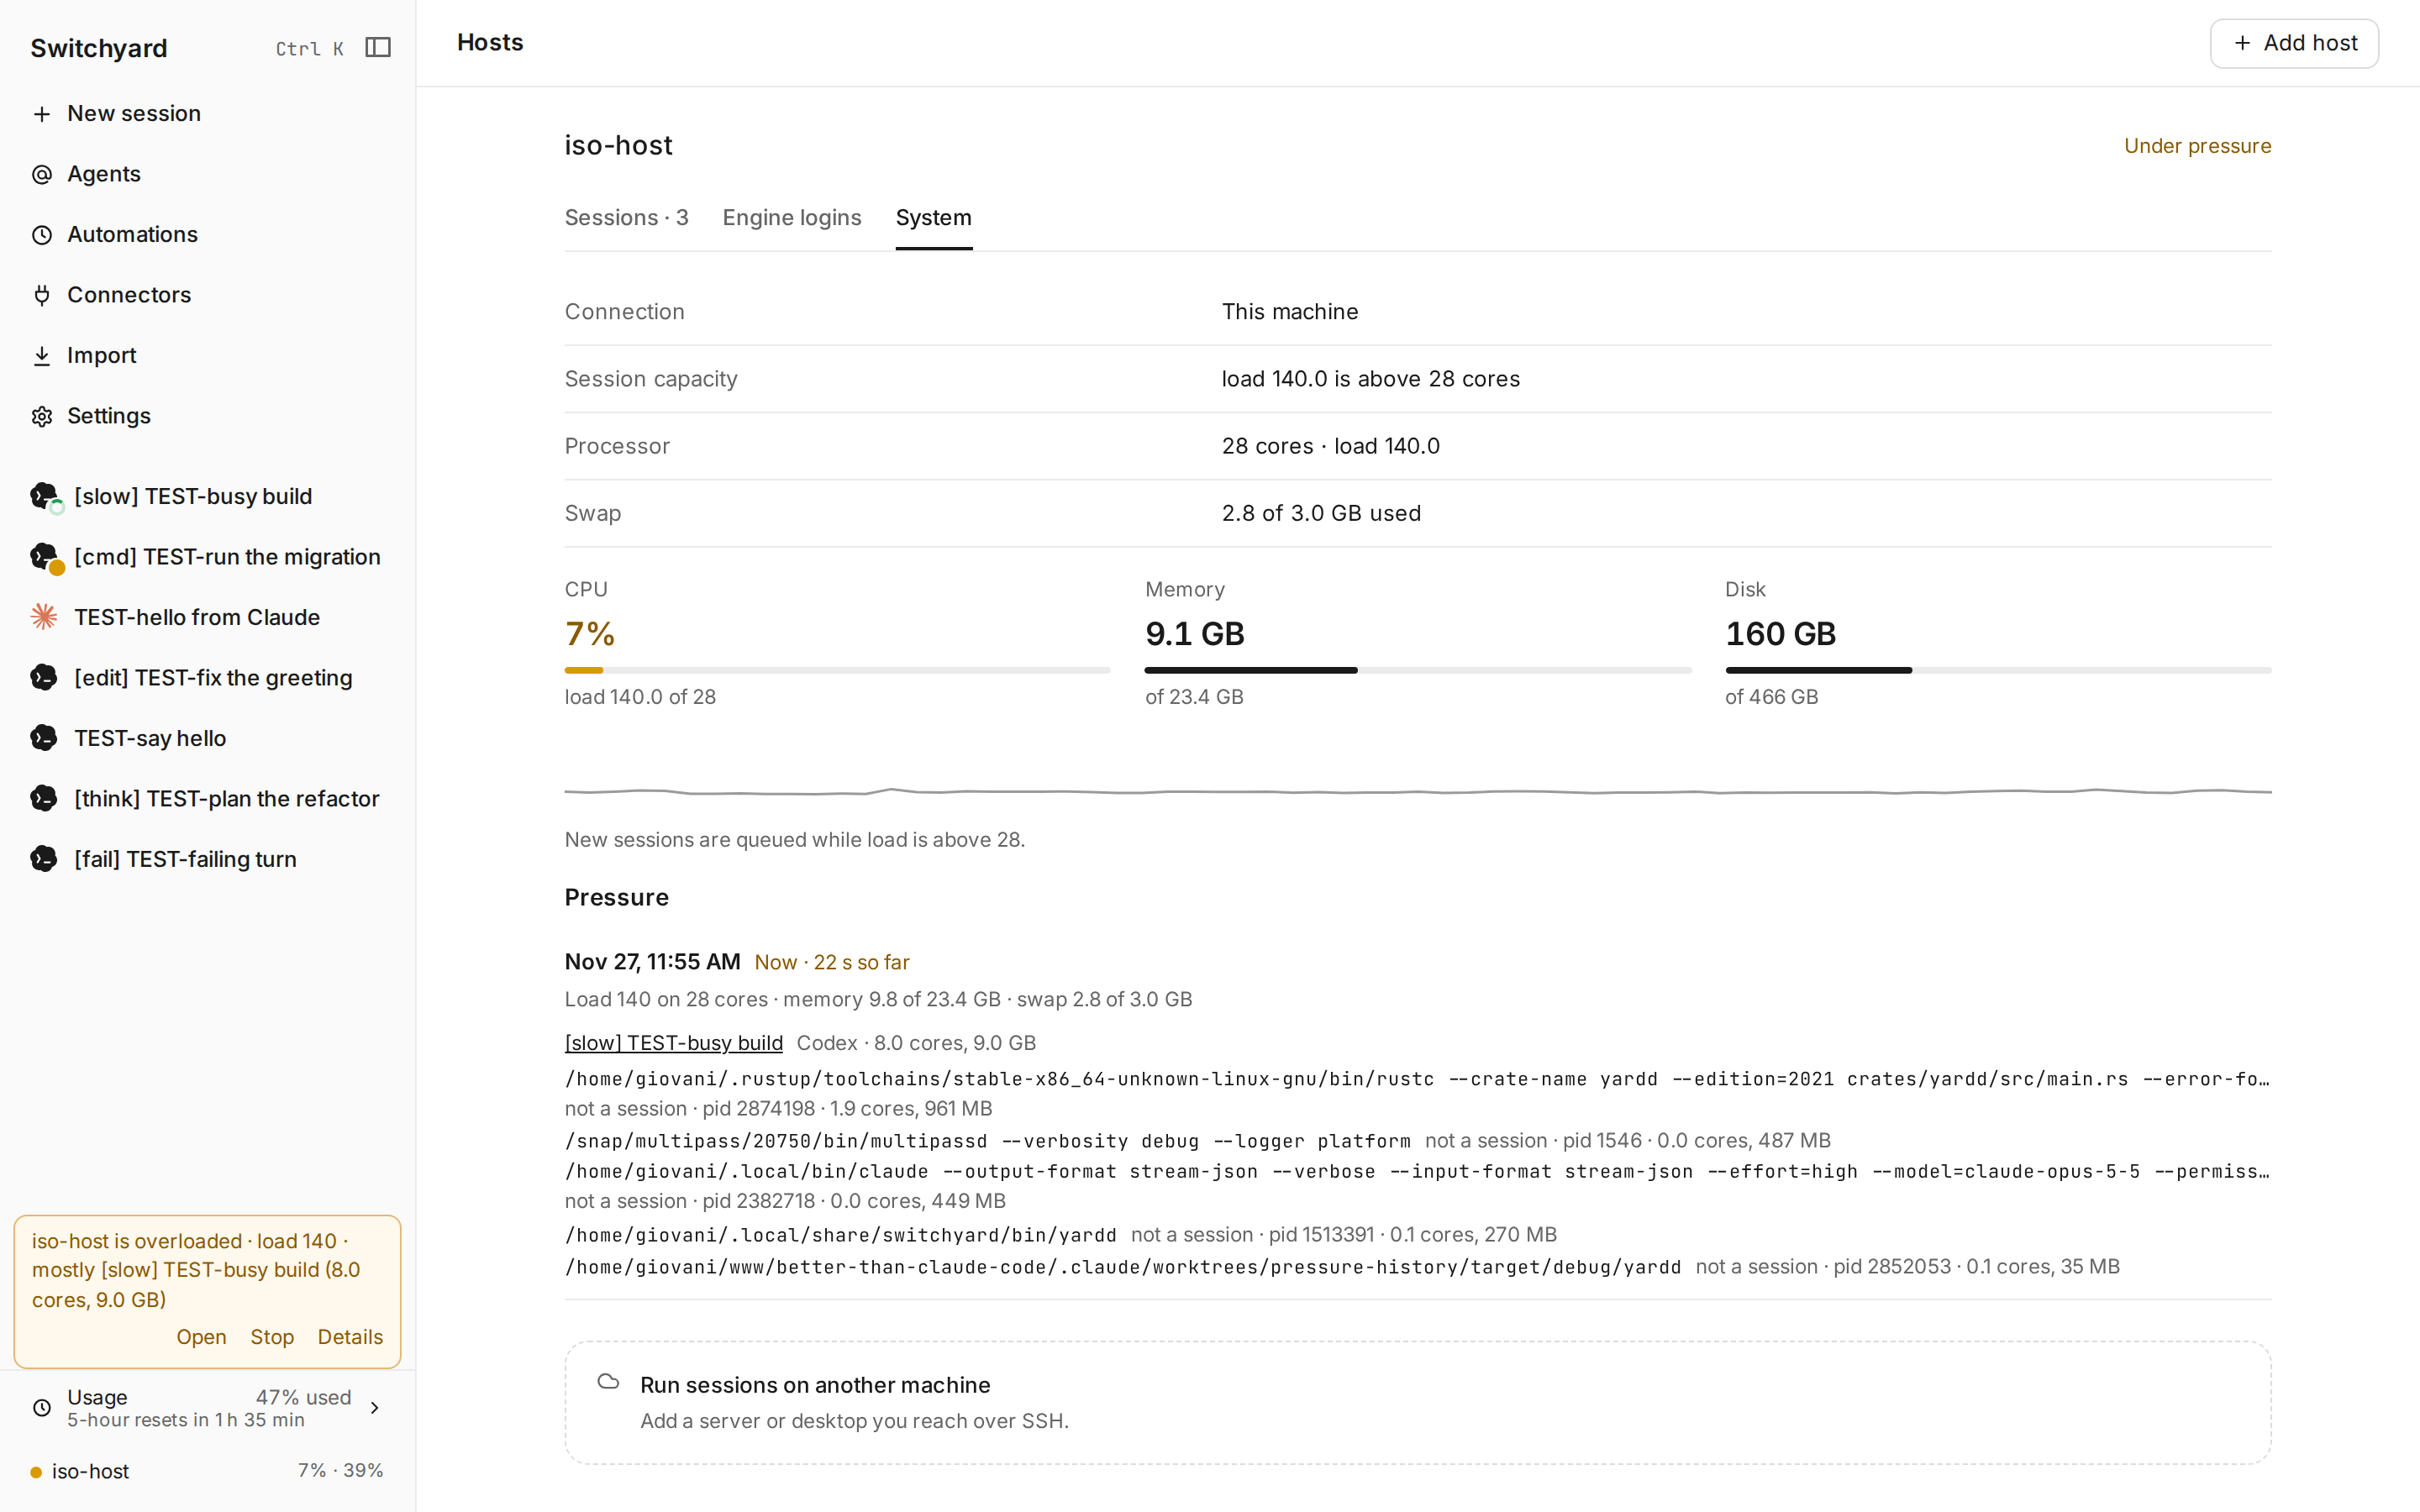 Switchyard
Ctrl K
New session
Agents
Automations
Connectors
Import
Settings
[slow] TEST-busy build
[cmd] TEST-run the migration
TEST-hello from Claude
[edit] TEST-fix the greeting
TEST-say hello
[think] TEST-plan the refactor
[fail] TEST-failing turn
iso-host is overloaded · load 140 ·
mostly [slow] TEST-busy build (8.0
cores, 9.0 GB)
Open Stop Details
Usage 47% used
5-hour resets in 1 h 35 min
iso-host 7% · 39%
Hosts
Add host
iso-host
Under pressure
Sessions · 3 Engine logins System
Connection This machine
Session capacity load 140.0 is above 28 cores
Processor 28 cores · load 140.0
Swap 2.8 of 3.0 GB used
CPU Memory Disk
7% 9.1 GB 160 GB
load 140.0 of 28 of 23.4 GB of 466 GB
New sessions are queued while load is above 28.
Pressure
Nov 27, 11:55 AM Now · 22 s so far
Load 140 on 28 cores · memory 9.8 of 23.4 GB · swap 2.8 of 3.0 GB
[slow] TEST-busy build Codex · 8.0 cores, 9.0 GB
/home/giovani/.rustup/toolchains/stable-x86_64-unknown-linux-gnu/bin/rustc --crate-name yardd --edition=2021 crates/yardd/src/main.rs --error-fo…
not a session · pid 2874198 · 1.9 cores, 961 MB
/snap/multipass/20750/bin/multipassd --verbosity debug --logger platform not a session · pid 1546 · 0.0 cores, 487 MB
/home/giovani/.local/bin/claude --output-format stream-json --verbose --input-format stream-json --effort=high --model=claude-opus-5-5 --permiss…
not a session · pid 2382718 · 0.0 cores, 449 MB
/home/giovani/.local/share/switchyard/bin/yardd not a session · pid 1513391 · 0.1 cores, 270 MB
/home/giovani/www/better-than-claude-code/.claude/worktrees/pressure-history/target/debug/yardd not a session · pid 2852053 · 0.1 cores, 35 MB
Run sessions on another machine
Add a server or desktop you reach over SSH.